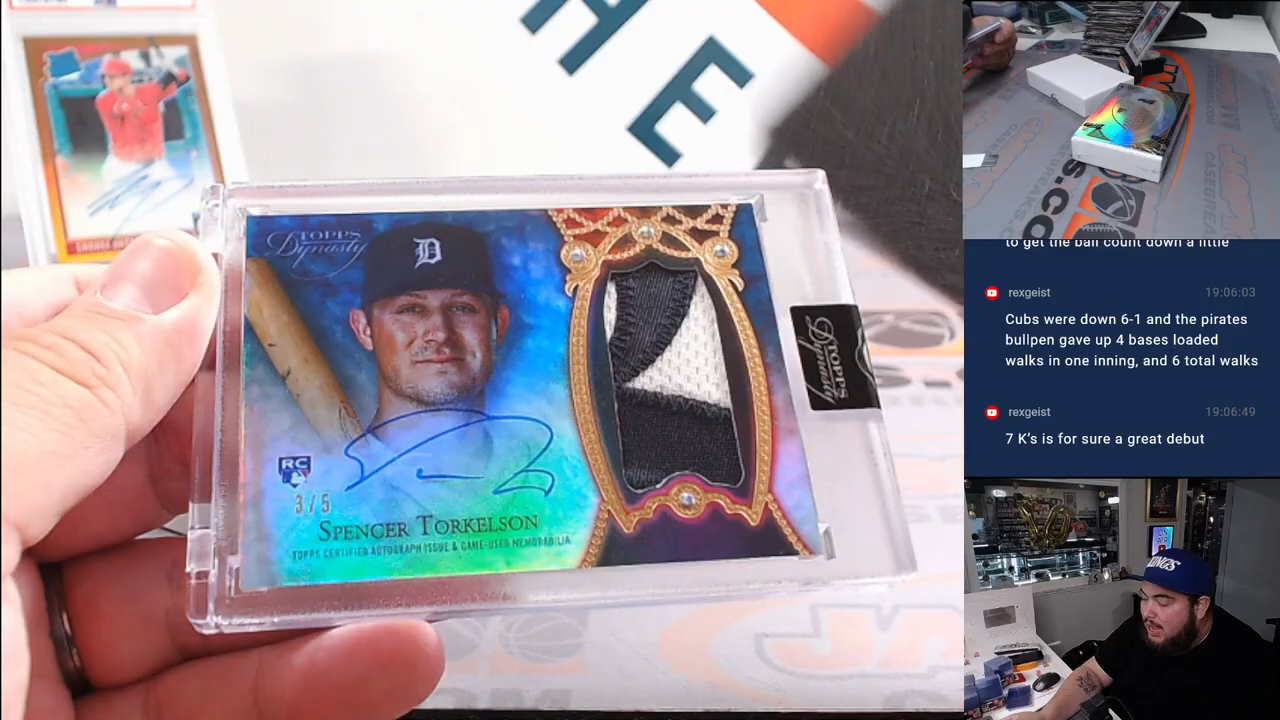 HE
TOPPS
Dynasty
D
RC
3/5
SPENCER TORKELSON
TOPPS CERTIFIED AUTOGRAPH ISSUE & GAME-USED MEMORABILIA
TOPPS
Dynasty
to get the ball count down a little
rexgeist 19:06:03
Cubs were down 6-1 and the pirates
bullpen gave up 4 bases loaded
walks in one inning, and 6 total walks
rexgeist 19:06:49
7 K's is for sure a great debut
KINGS